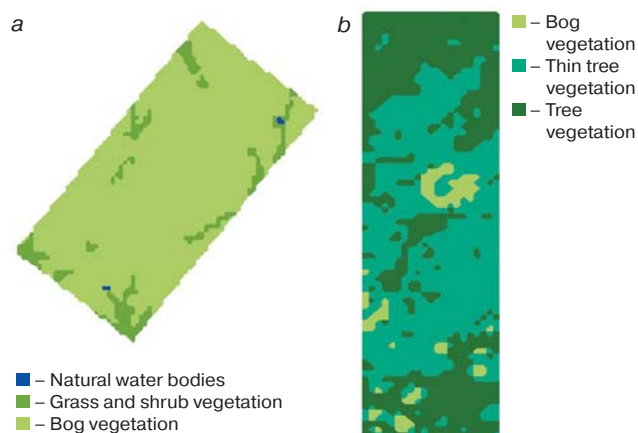 a
b
– Bog
vegetation
– Thin tree
vegetation
– Tree
vegetation
– Natural water bodies
– Grass and shrub vegetation
– Bog vegetation